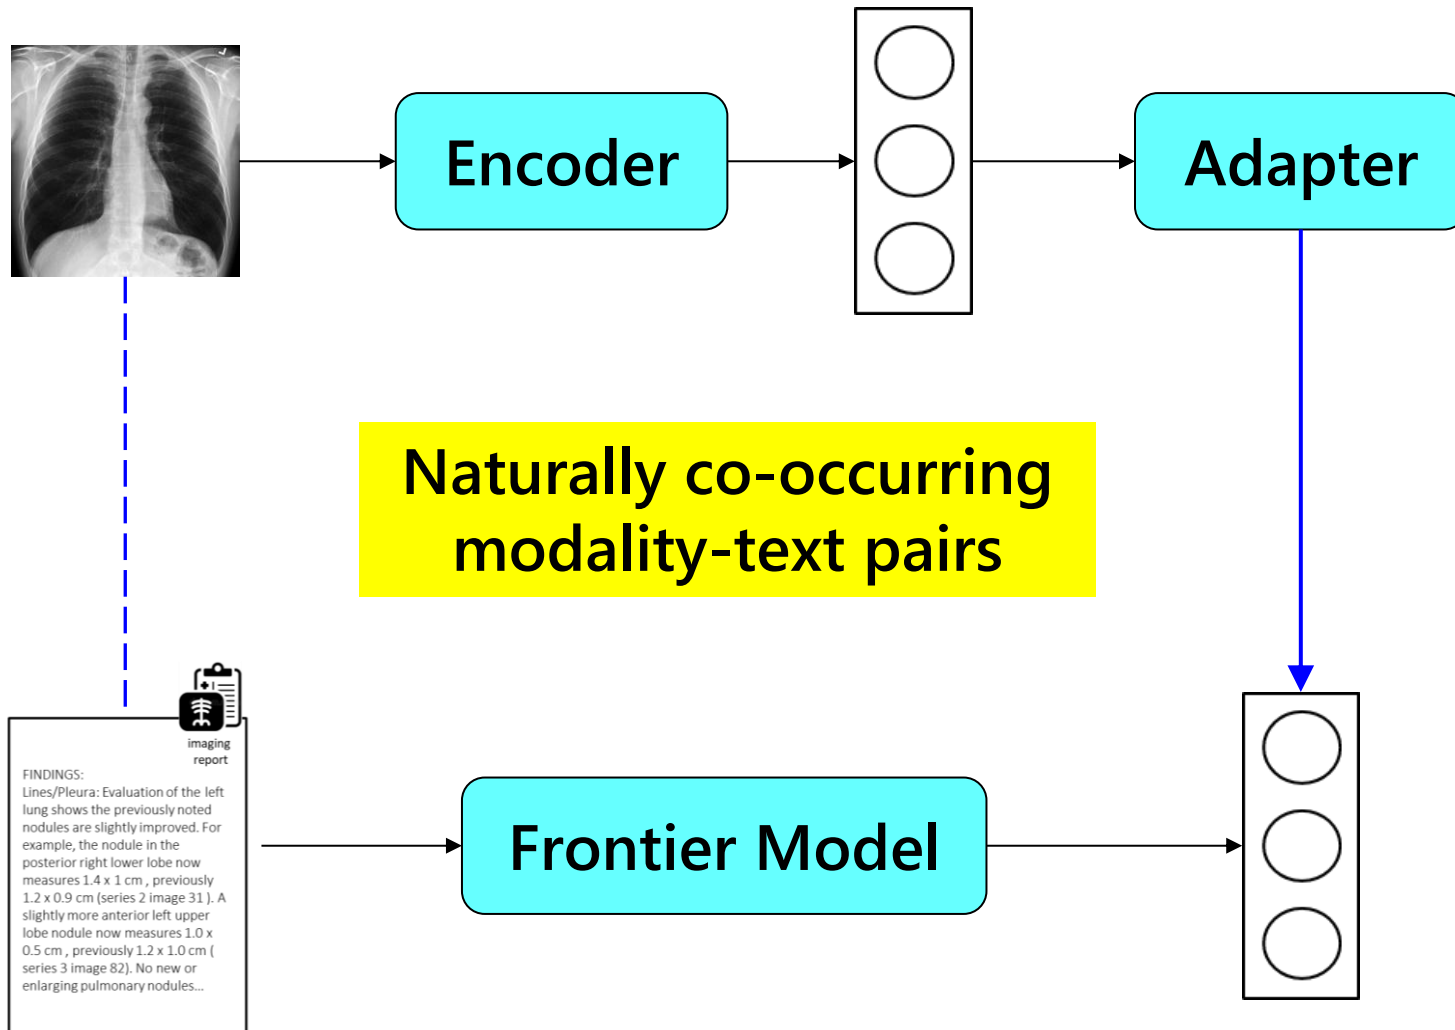 Encoder
Adapter
Naturally co-occurring
modality-text pairs
imaging
report
FINDINGS:
Lines/Pleura: Evaluation of the left
lung shows the previously noted
nodules are slightly improved. For
example, the nodule in the
posterior right lower lobe now
measures 1.4 x 1 cm , previously
1.2 x 0.9 cm (series 2 image 31 ). A
slightly more anterior left upper
lobe nodule now measures 1.0 x
0.5 cm , previously 1.2 x 1.0 cm (
series 3 image 82). No new or
enlarging pulmonary nodules...
Frontier Model